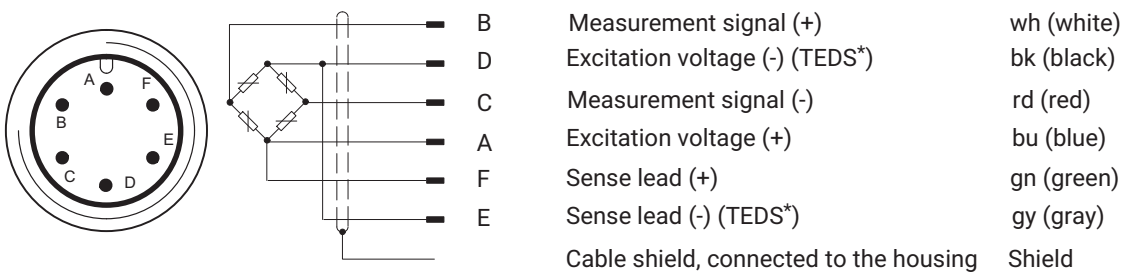 A
F
B
E
C
D
B Measurement signal (+) wh (white)
D Excitation voltage (-) (TEDS*) bk (black)
C Measurement signal (-) rd (red)
A Excitation voltage (+) bu (blue)
F Sense lead (+) gn (green)
E Sense lead (-) (TEDS*) gy (gray)
Cable shield, connected to the housing Shield